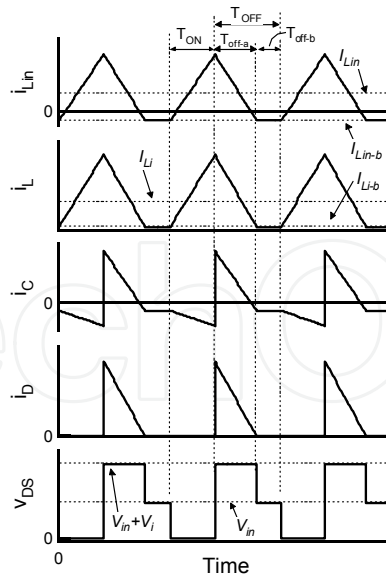 T_OFF
T_ON T_off-a T_off-b
i_Lin
0
I_Lin
I_Lin-b
i_L
I_Li
I_Li-b
i_C
0
i_D
0
v_DS
0
V_in+V_i
V_in
0
Time
echO